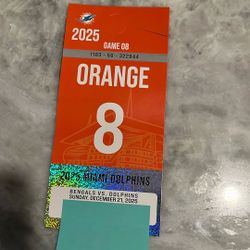 2025
GAME 08
ORANGE
8
2025 MIAMI DOLPHINS
BENGALS VS. DOLPHINS
SUNDAY, DECEMBER 21, 2025